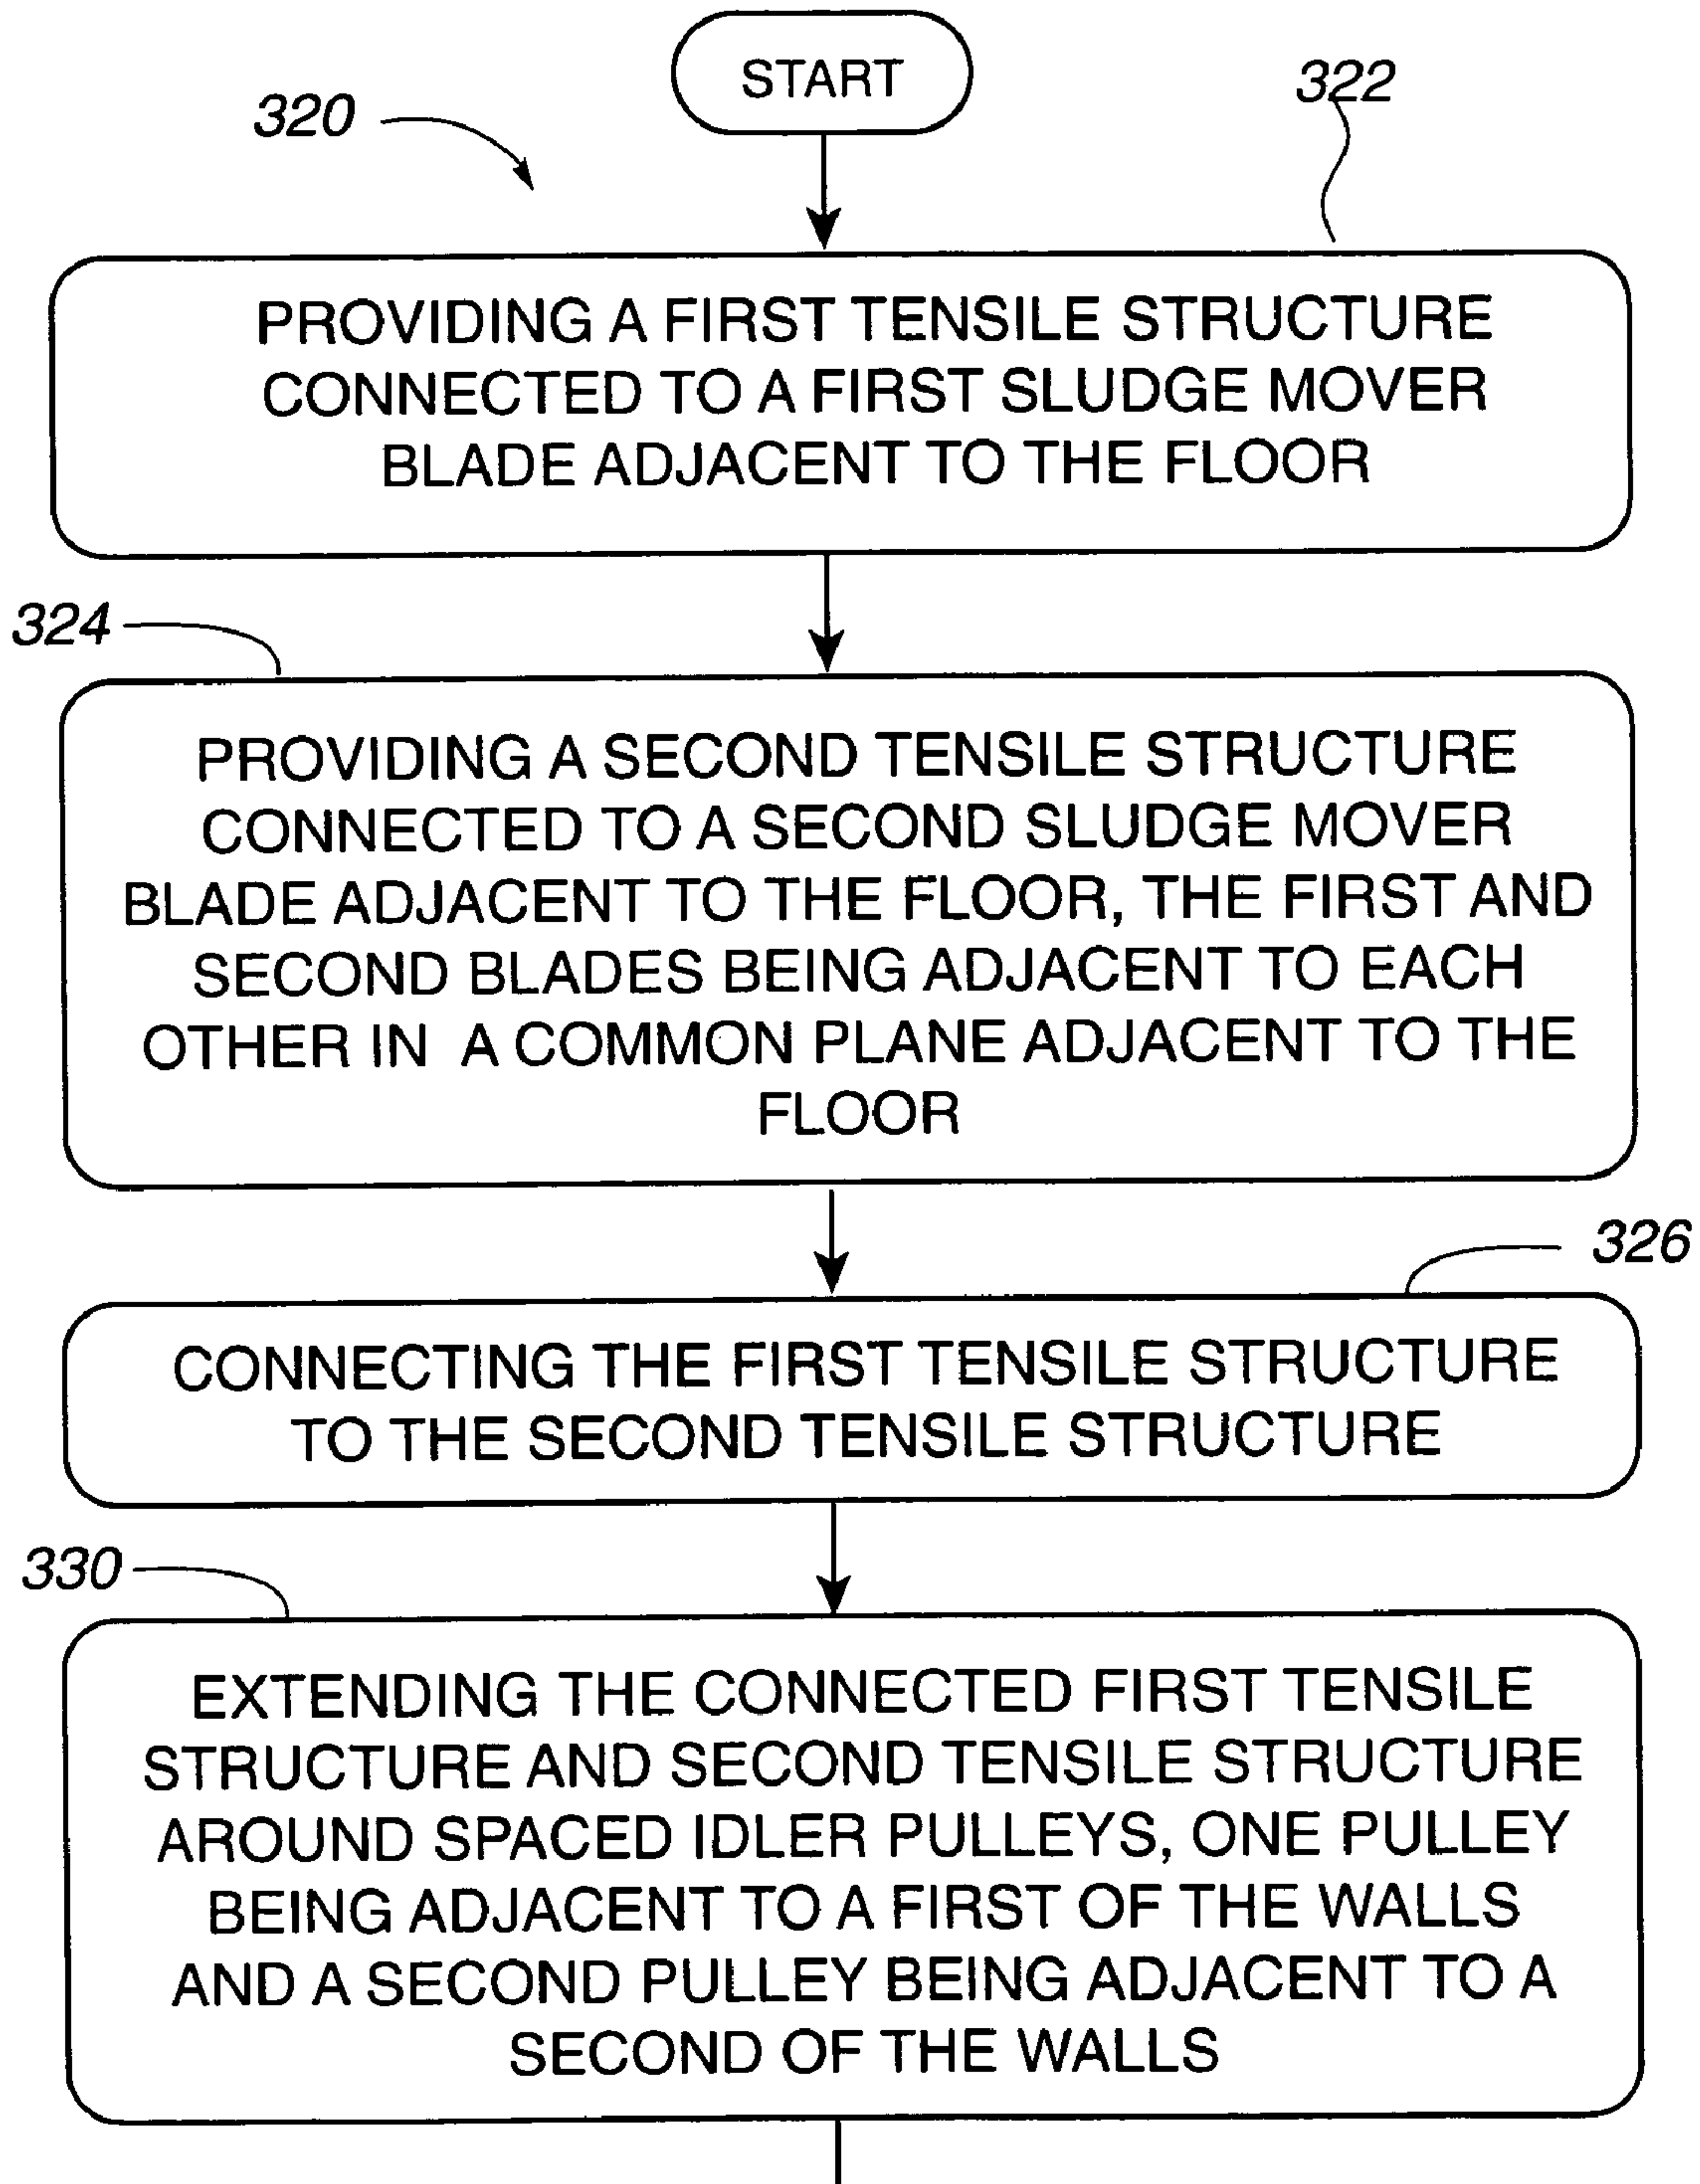 START
320
322
PROVIDING A FIRST TENSILE STRUCTURE
CONNECTED TO A FIRST SLUDGE MOVER
BLADE ADJACENT TO THE FLOOR
324
PROVIDING A SECOND TENSILE STRUCTURE
CONNECTED TO A SECOND SLUDGE MOVER
BLADE ADJACENT TO THE FLOOR, THE FIRST AND
SECOND BLADES BEING ADJACENT TO EACH
OTHER IN A COMMON PLANE ADJACENT TO THE
FLOOR
326
CONNECTING THE FIRST TENSILE STRUCTURE
TO THE SECOND TENSILE STRUCTURE
330
EXTENDING THE CONNECTED FIRST TENSILE
STRUCTURE AND SECOND TENSILE STRUCTURE
AROUND SPACED IDLER PULLEYS, ONE PULLEY
BEING ADJACENT TO A FIRST OF THE WALLS
AND A SECOND PULLEY BEING ADJACENT TO A
SECOND OF THE WALLS